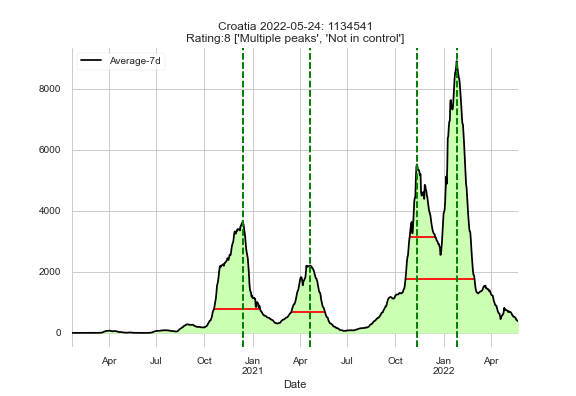 Croatia 2022-05-24: 1134541
Rating:8 ['Multiple peaks', 'Not in control']
Average-7d
8000
6000
4000
2000
0
Apr Jul Oct Jan Apr Jul Oct Jan Apr
2021 2022
Date